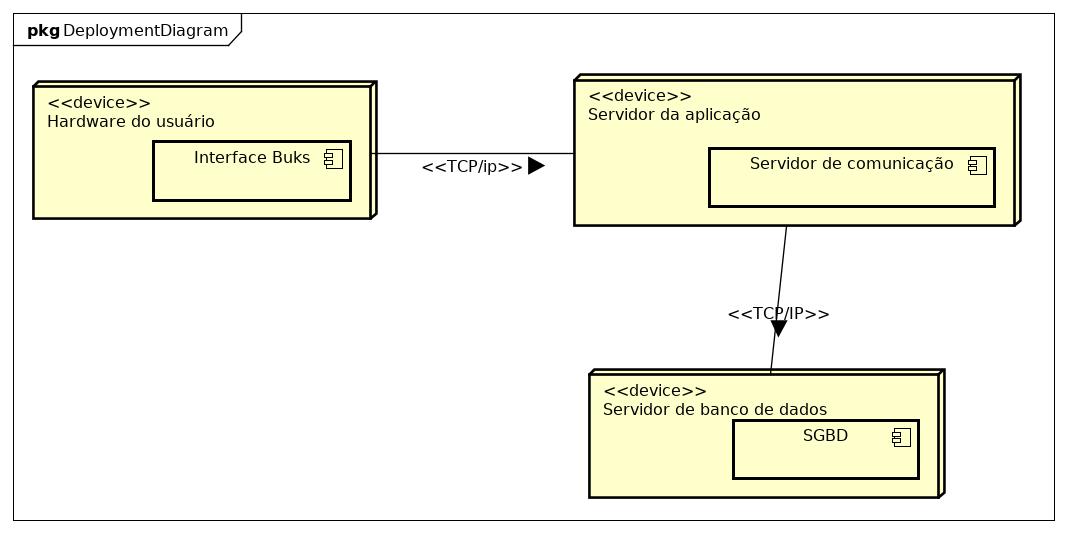 pkg DeploymentDiagram
<<device>>
Hardware do usuário
Interface Buks
<<TCP/ip>>
<<device>>
Servidor da aplicação
Servidor de comunicação
<<TCP/IP>>
<<device>>
Servidor de banco de dados
SGBD